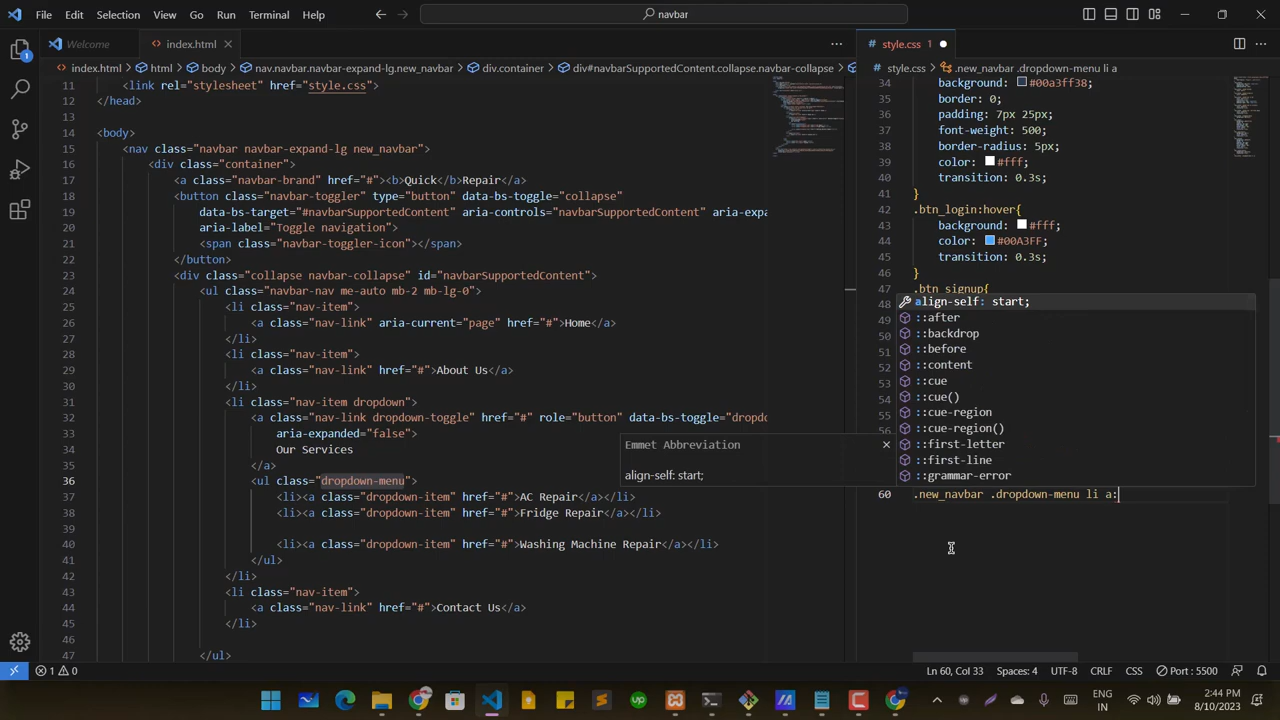 File Edit Selection View Go Run Terminal Help
navbar
Welcome
index.html
style.css 1
index.html > html > body > nav.navbar.navbar-expand-lg.new_navbar > div.container > div#navbarSupportedContent.collapse.navbar-collapse >
style.css > .new_navbar .dropdown-menu li a
11 <link rel="stylesheet" href="style.css">
12 </head>
13
14 <body>
15 <nav class="navbar navbar-expand-lg new_navbar">
16 <div class="container">
17 <a class="navbar-brand" href="#"><b>Quick</b>Repair</a>
18 <button class="navbar-toggler" type="button" data-bs-toggle="collapse"
19 data-bs-target="#navbarSupportedContent" aria-controls="navbarSupportedContent" aria-expa
20 aria-label="Toggle navigation">
21 <span class="navbar-toggler-icon"></span>
22 </button>
23 <div class="collapse navbar-collapse" id="navbarSupportedContent">
24 <ul class="navbar-nav me-auto mb-2 mb-lg-0">
25 <li class="nav-item">
26 <a class="nav-link" aria-current="page" href="#">Home</a>
27 </li>
28 <li class="nav-item">
29 <a class="nav-link" href="#">About Us</a>
30 </li>
31 <li class="nav-item dropdown">
32 <a class="nav-link dropdown-toggle" href="#" role="button" data-bs-toggle="dropdo
33 aria-expanded="false">
34 Our Services
35 </a>
36 <ul class="dropdown-menu">
37 <li><a class="dropdown-item" href="#">AC Repair</a></li>
38 <li><a class="dropdown-item" href="#">Fridge Repair</a></li>
39
40 <li><a class="dropdown-item" href="#">Washing Machine Repair</a></li>
41 </ul>
42 </li>
43 <li class="nav-item">
44 <a class="nav-link" href="#">Contact Us</a>
45 </li>
46
47 </ul>
34 background: #00a3ff38;
35 border: 0;
36 padding: 7px 25px;
37 font-weight: 500;
38 border-radius: 5px;
39 color: #fff;
40 transition: 0.3s;
41 }
42 .btn_login:hover{
43 background: #fff;
44 color: #00A3FF;
45 transition: 0.3s;
46 }
47 .btn_signup{
48
49
50
51
52
53
54
55
56
60 .new_navbar .dropdown-menu li a:
align-self: start;
::after
::backdrop
::before
::content
::cue
::cue()
::cue-region
::cue-region()
::first-letter
::first-line
::grammar-error
Emmet Abbreviation
align-self: start;
1 0
Ln 60, Col 33 Spaces: 4 UTF-8 CRLF CSS Port : 5500
1
ENG
IN
2:44 PM
8/10/2023